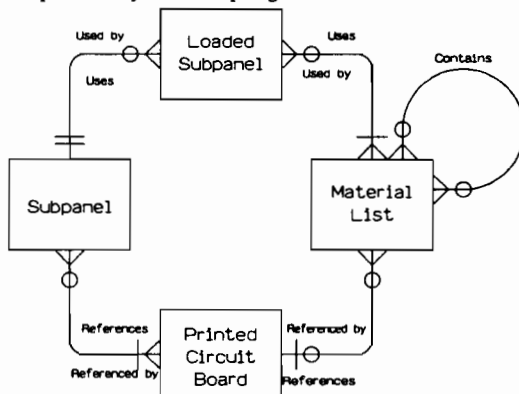 Used by
Loaded
Subpanel
Uses
Uses
Used by
Contains
Subpanel
Material
List
References
Referenced by
Printed
Circuit
Board
Referenced by
References